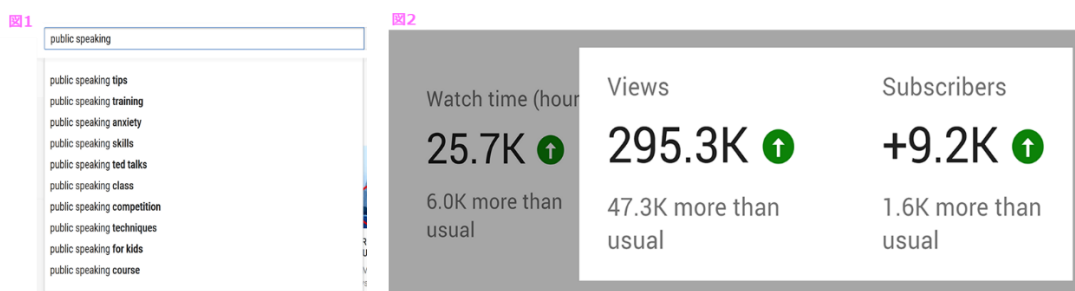 図1
public speaking
public speaking tips
public speaking training
public speaking anxiety
public speaking skills
public speaking ted talks
public speaking class
public speaking competition
public speaking techniques
public speaking for kids
public speaking course
図2
Watch time (hour
25.7K
6.0K more than
usual
Views
295.3K
47.3K more than
usual
Subscribers
+9.2K
1.6K more than
usual